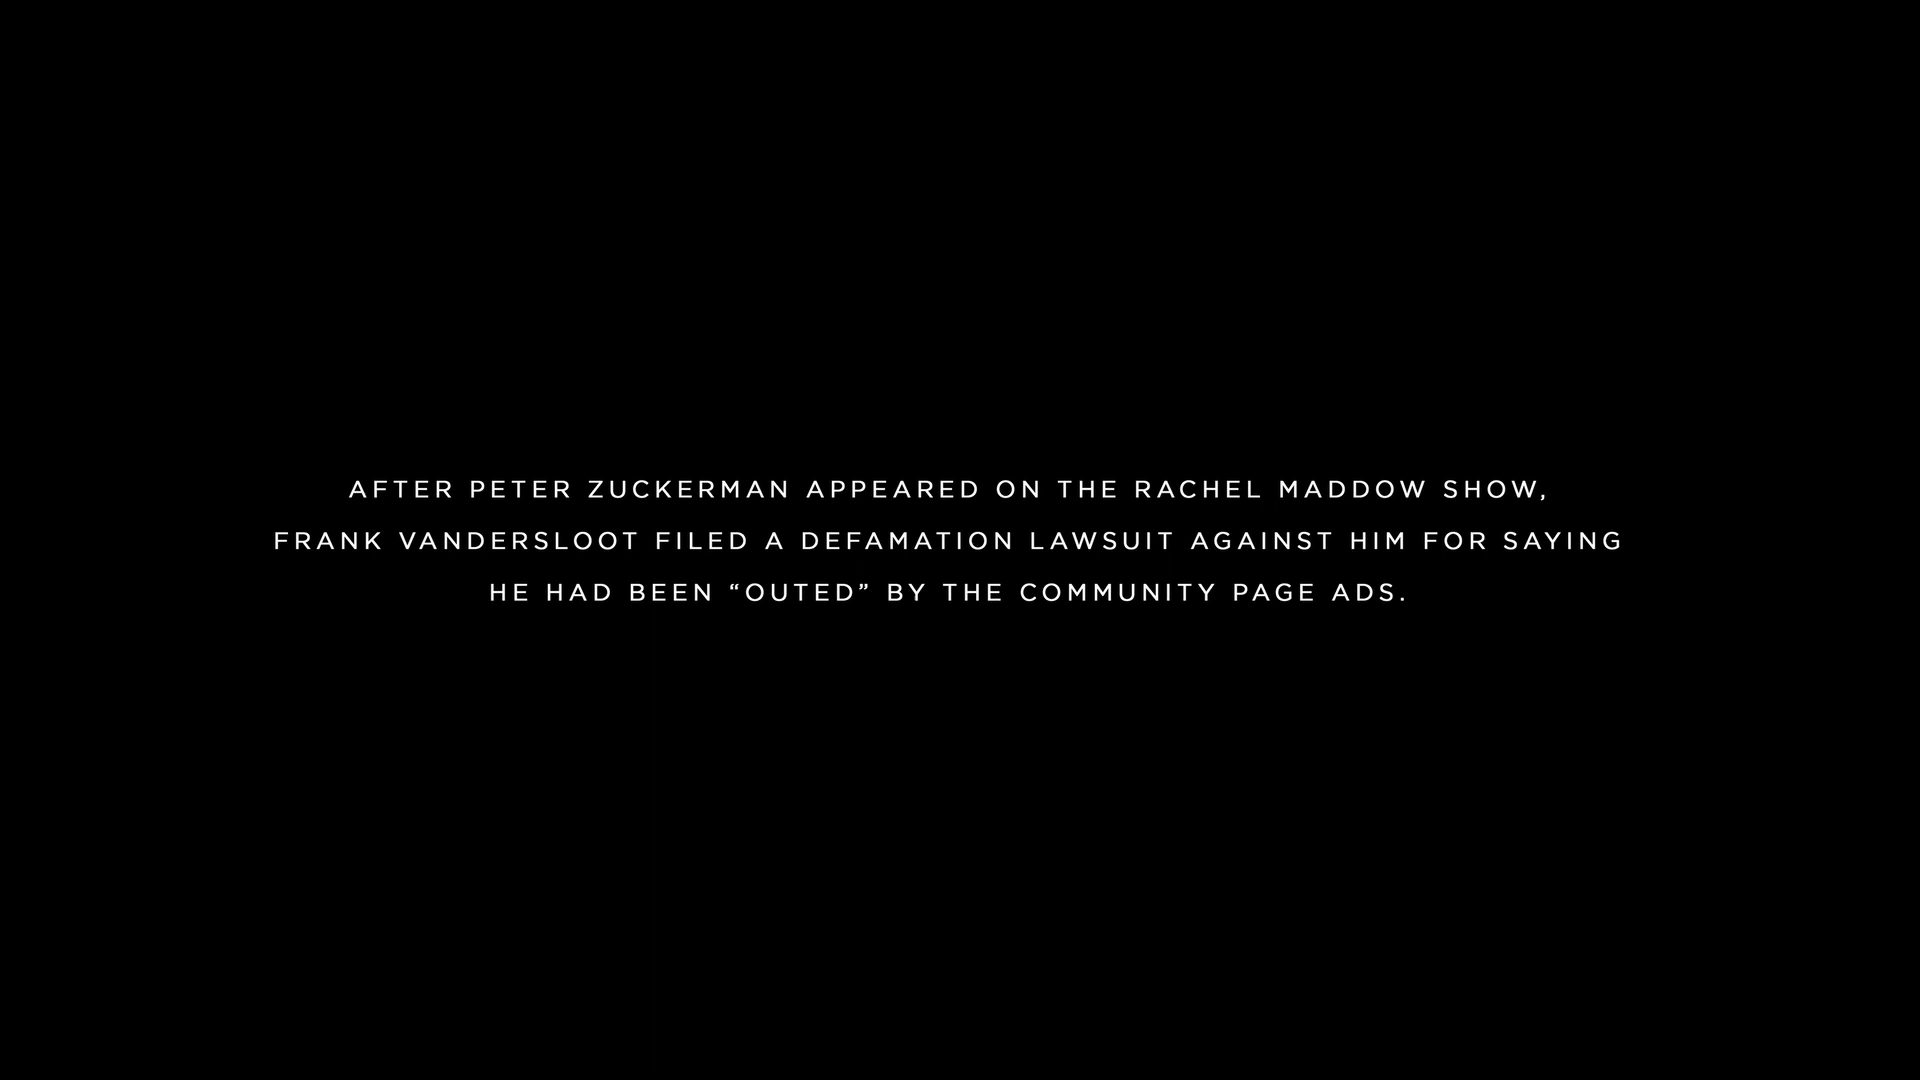 AFTER PETER ZUCKERMAN APPEARED ON THE RACHEL MADDOW SHOW,
FRANK VANDERSLOOT FILED A DEFAMATION LAWSUIT AGAINST HIM FOR SAYING
HE HAD BEEN “OUTED” BY THE COMMUNITY PAGE ADS.